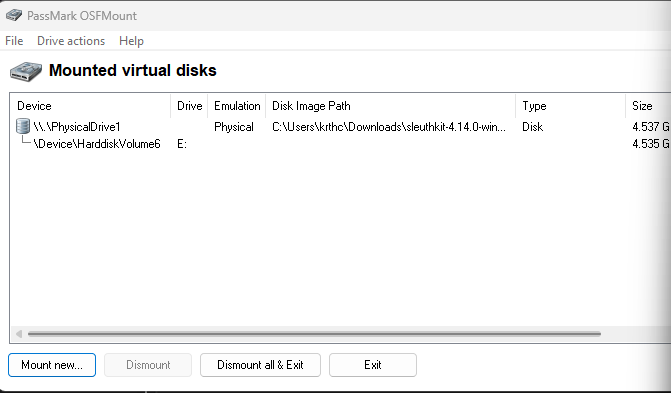 PassMark OSFMount
File Drive actions Help
Mounted virtual disks
Device Drive Emulation Disk Image Path Type Size
\\.\PhysicalDrive1 Physical C:\Users\krthc\Downloads\sleuthkit-4.14.0-win... Disk 4.537 G
\Device\HarddiskVolume6 E: 4.535 G
Mount new... Dismount Dismount all & Exit Exit